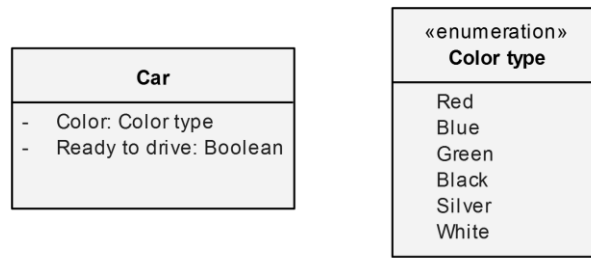 Car
- Color: Color type
- Ready to drive: Boolean
«enumeration»
Color type
Red
Blue
Green
Black
Silver
White